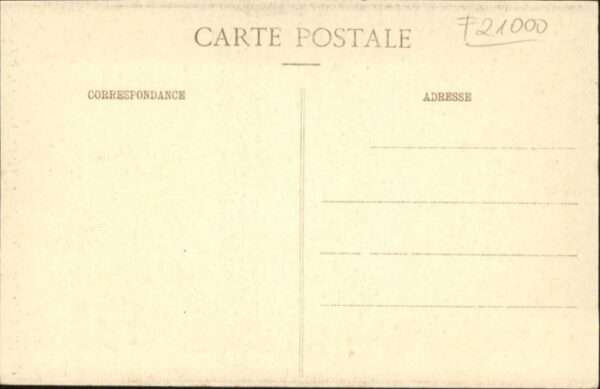 F21000
CARTE POSTALE
CORRESPONDANCE
ADRESSE